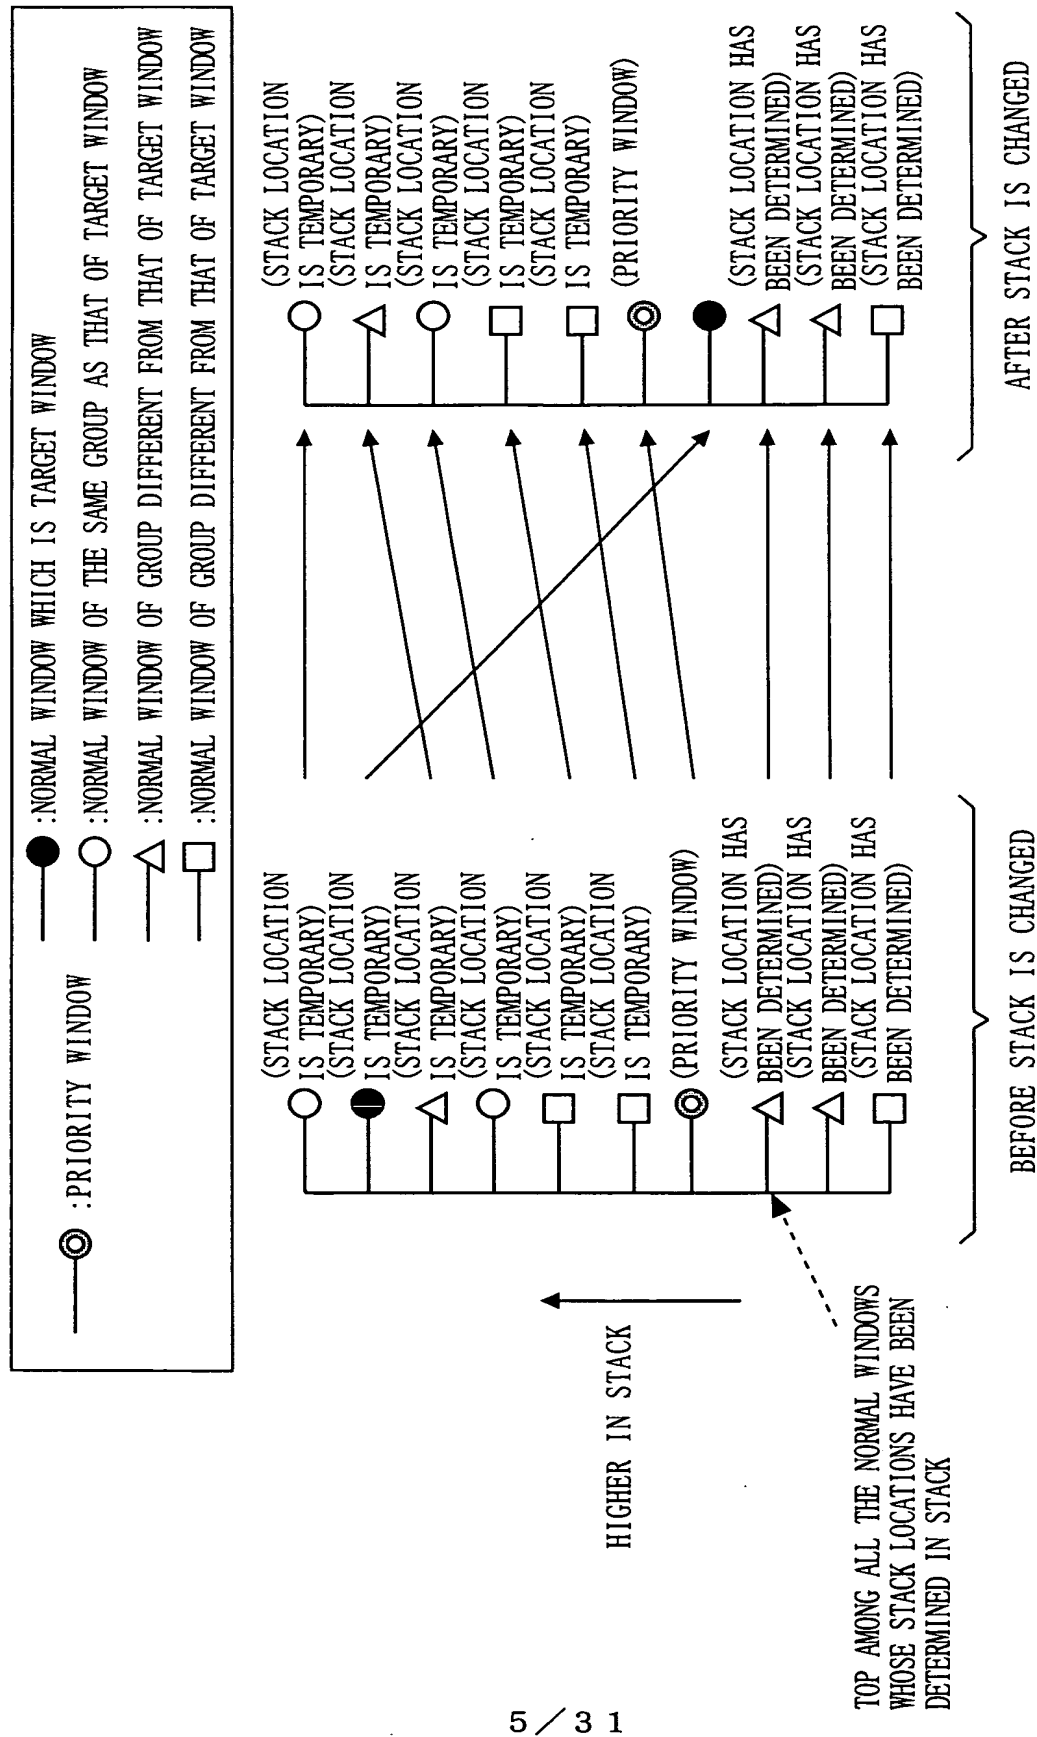 :PRIORITY WINDOW
:NORMAL WINDOW WHICH IS TARGET WINDOW
:NORMAL WINDOW OF THE SAME GROUP AS THAT OF TARGET WINDOW
:NORMAL WINDOW OF GROUP DIFFERENT FROM THAT OF TARGET WINDOW
:NORMAL WINDOW OF GROUP DIFFERENT FROM THAT OF TARGET WINDOW
HIGHER IN STACK
TOP AMONG ALL THE NORMAL WINDOWS
WHOSE STACK LOCATIONS HAVE BEEN
DETERMINED IN STACK
(STACK LOCATION
IS TEMPORARY)
(STACK LOCATION
IS TEMPORARY)
(STACK LOCATION
IS TEMPORARY)
(STACK LOCATION
IS TEMPORARY)
(STACK LOCATION
IS TEMPORARY)
(STACK LOCATION
IS TEMPORARY)
(PRIORITY WINDOW)
(STACK LOCATION HAS
BEEN DETERMINED)
(STACK LOCATION HAS
BEEN DETERMINED)
(STACK LOCATION HAS
BEEN DETERMINED)
BEFORE STACK IS CHANGED
(STACK LOCATION
IS TEMPORARY)
(STACK LOCATION
IS TEMPORARY)
(STACK LOCATION
IS TEMPORARY)
(STACK LOCATION
IS TEMPORARY)
(STACK LOCATION
IS TEMPORARY)
(PRIORITY WINDOW)
(STACK LOCATION HAS
BEEN DETERMINED)
(STACK LOCATION HAS
BEEN DETERMINED)
(STACK LOCATION HAS
BEEN DETERMINED)
AFTER STACK IS CHANGED
5/31